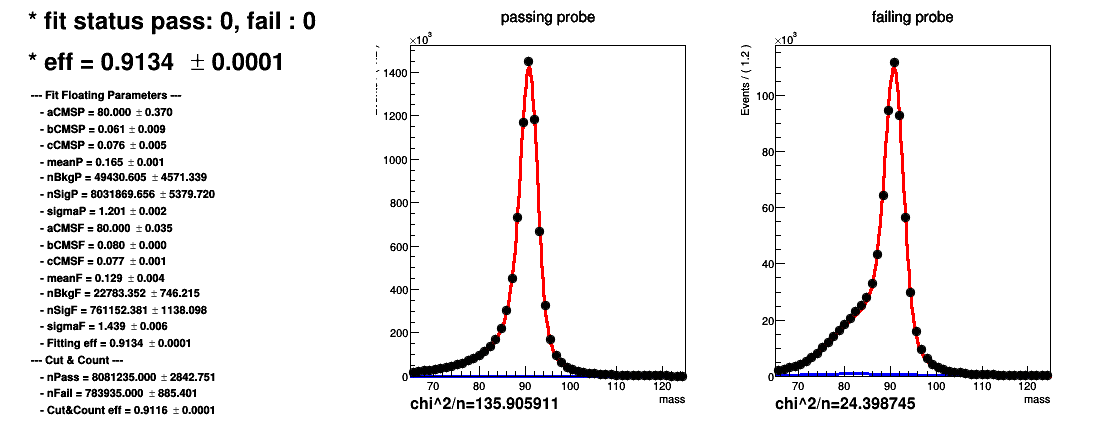 * fit status pass: 0, fail : 0
* eff = 0.9134 ± 0.0001
--- Fit Floating Parameters ---
- aCMSP = 80.000 ± 0.370
- bCMSP = 0.061 ± 0.009
- cCMSP = 0.076 ± 0.005
- meanP = 0.165 ± 0.001
- nBkgP = 49430.605 ± 4571.339
- nSigP = 8031869.656 ± 5379.720
- sigmaP = 1.201 ± 0.002
- aCMSF = 80.000 ± 0.035
- bCMSF = 0.080 ± 0.000
- cCMSF = 0.077 ± 0.001
- meanF = 0.129 ± 0.004
- nBkgF = 22783.352 ± 746.215
- nSigF = 761152.381 ± 1138.098
- sigmaF = 1.439 ± 0.006
- Fitting eff = 0.9134 ± 0.0001
--- Cut & Count ---
- nPass = 8081235.000 ± 2842.751
- nFail = 783935.000 ± 885.401
- Cut&Count eff = 0.9116 ± 0.0001
passing probe
×10³
1400
1200
1000
800
600
400
200
0
70 80 90 100 110 120
mass
chi^2/n=135.905911
failing probe
×10³
Events / ( 1.2 )
100
80
60
40
20
0
70 80 90 100 110 120
mass
chi^2/n=24.398745